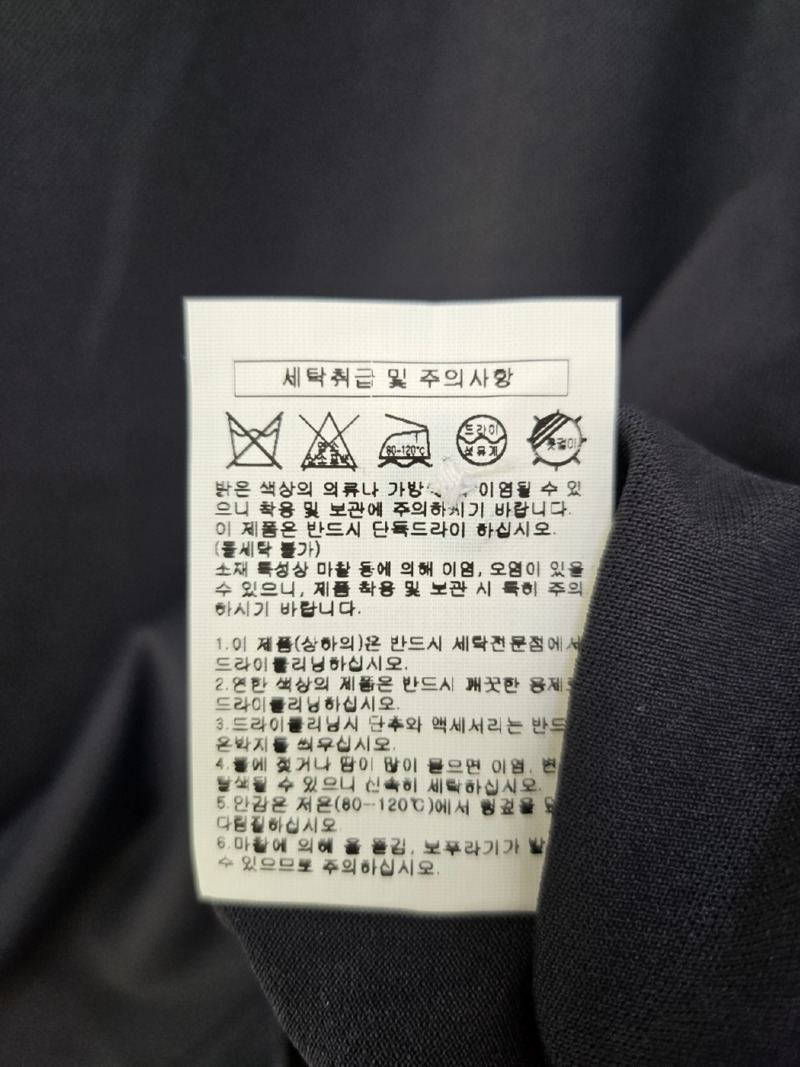 세탁취급 및 주의사항
80-120℃
드라이
석유계
옷걸이
밝은 색상의 의류나 가방 이염될 수 있
으니 착용 및 보관에 주의하시기 바랍니다.
이 제품은 반드시 단독드라이 하십시오.
(물세탁 불가)
소재 특성상 마찰 등에 의해 이염, 오염이 있을
수 있으니, 제품 착용 및 보관 시 특히 주의
하시기 바랍니다.
1.이 제품(상하의)은 반드시 세탁전문점에서
드라이클리닝하십시오.
2.연한 색상의 제품은 반드시 깨끗한 용제로
드라이클리닝하십시오.
3.드라이클리닝시 단추와 액세서리는 반드
은박지를 씌우십시오.
4.물에 젖거나 땀이 많이 묻으면 이염, 변
탈색될 수 있으니 신속히 세탁하십시오.
5.안감은 저온(80-120℃)에서 헝겊을 덮
다림질하십시오
6.마찰에 의해 올 뜯김, 보푸라기가 발
수 있으므로 주의하십시오.